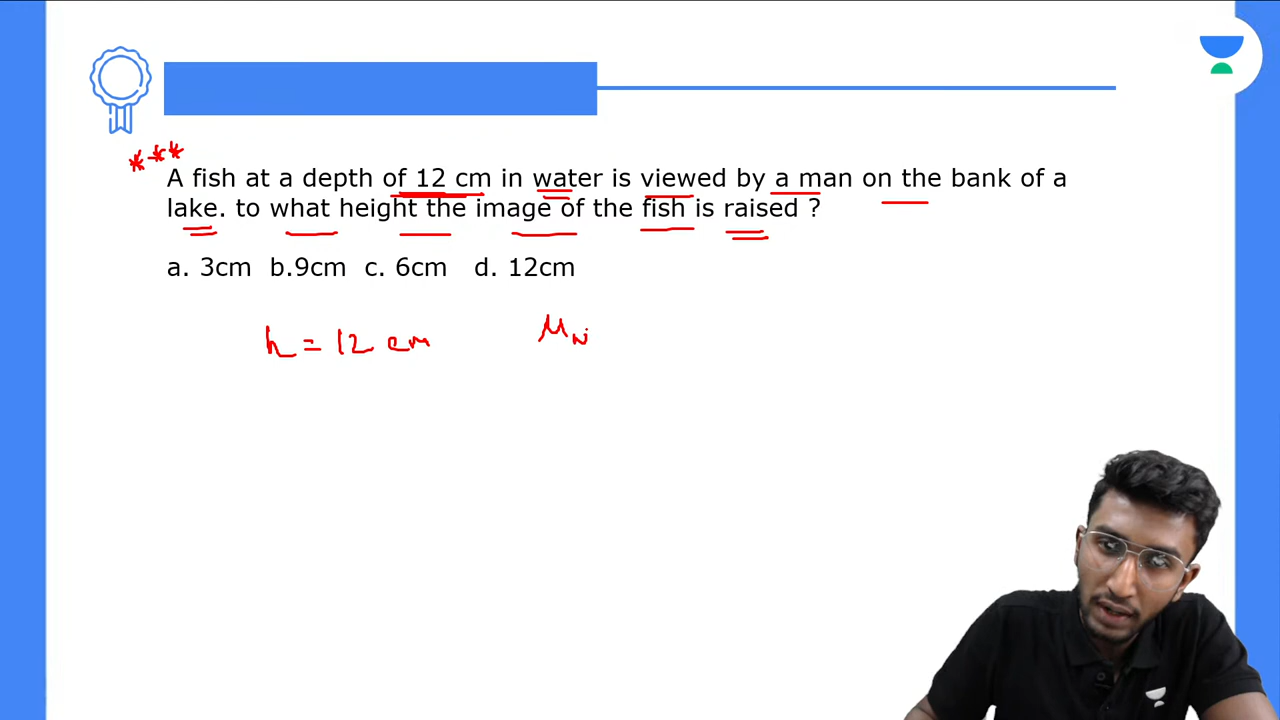 ***
A fish at a depth of 12 cm in water is viewed by a man on the bank of a
lake. to what height the image of the fish is raised ?
a. 3cm b.9cm c. 6cm d. 12cm
h = 12 cm μw